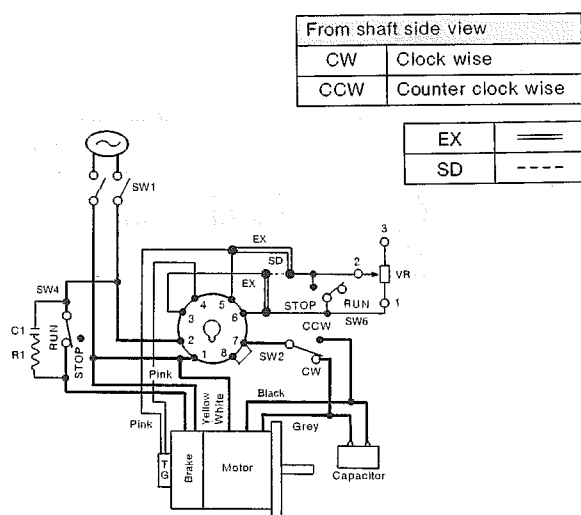 From shaft side view
CW Clock wise
CCW Counter clock wise
EX
SD
SW1
EX
3
SD
2
VR
SW4
EX
4 5
STOP RUN
1
3 6
CCW
SW6
C1
RUN
2
7
R1
STOP
1 8
SW2
CW
Pink
Yellow
White
Black
Pink
Grey
TG
Brake
Motor
Capacitor